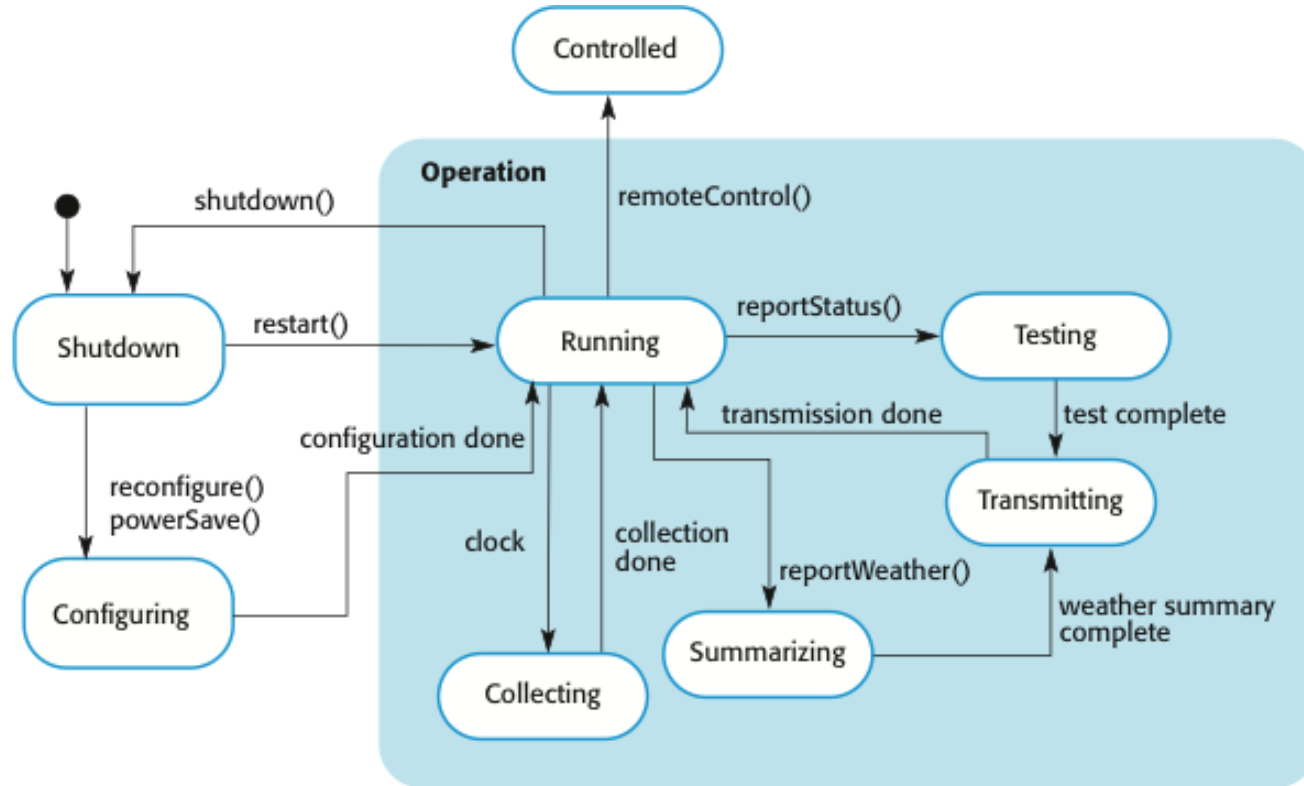 Controlled
Operation
shutdown()
remoteControl()
restart()
reportStatus()
Shutdown
Running
Testing
configuration done
transmission done
test complete
reconfigure()
powerSave()
Transmitting
clock
collection
done
reportWeather()
Configuring
weather summary
complete
Summarizing
Collecting